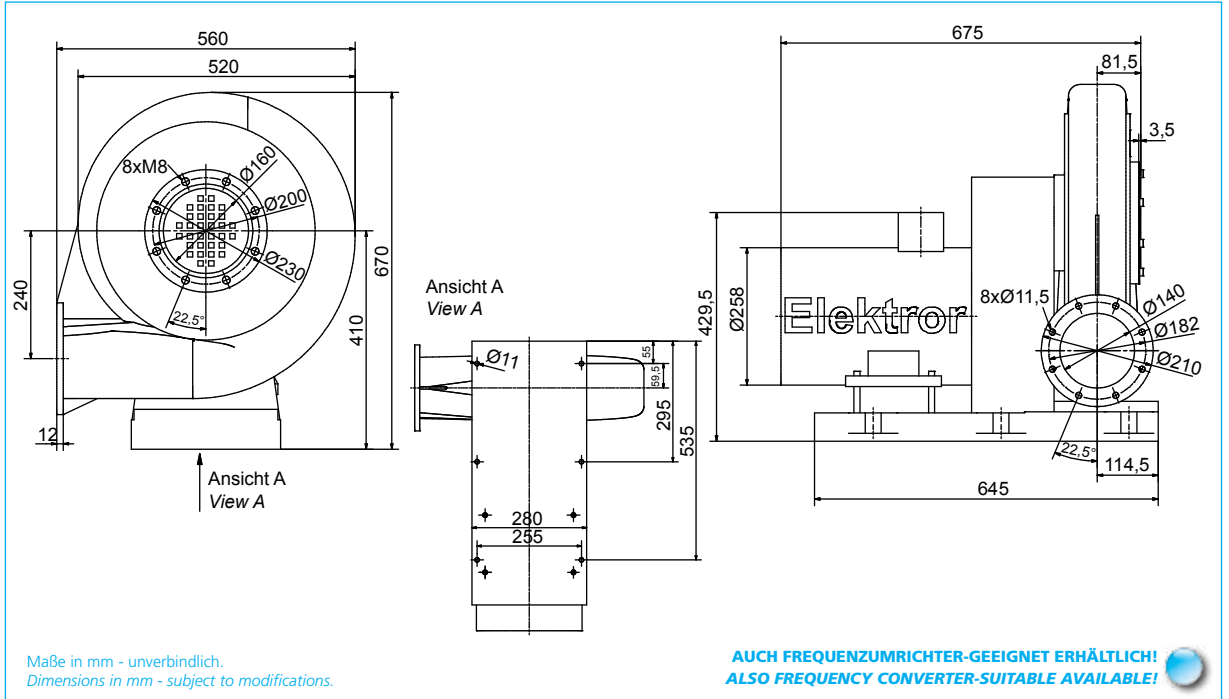 560
520
8xM8
Ø160
Ø200
Ø230
22,5°
240
670
410
12
Ansicht A
View A
Ansicht A
View A
Ø11
55
59,5
295
535
280
255
675
81,5
3,5
429,5
Ø258
Elektror
8xØ11,5
Ø140
Ø182
Ø210
22,5°
114,5
645
Maße in mm - unverbindlich.
Dimensions in mm - subject to modifications.
AUCH FREQUENZUMRICHTER-GEEIGNET ERHÄLTLICH!
ALSO FREQUENCY CONVERTER-SUITABLE AVAILABLE!